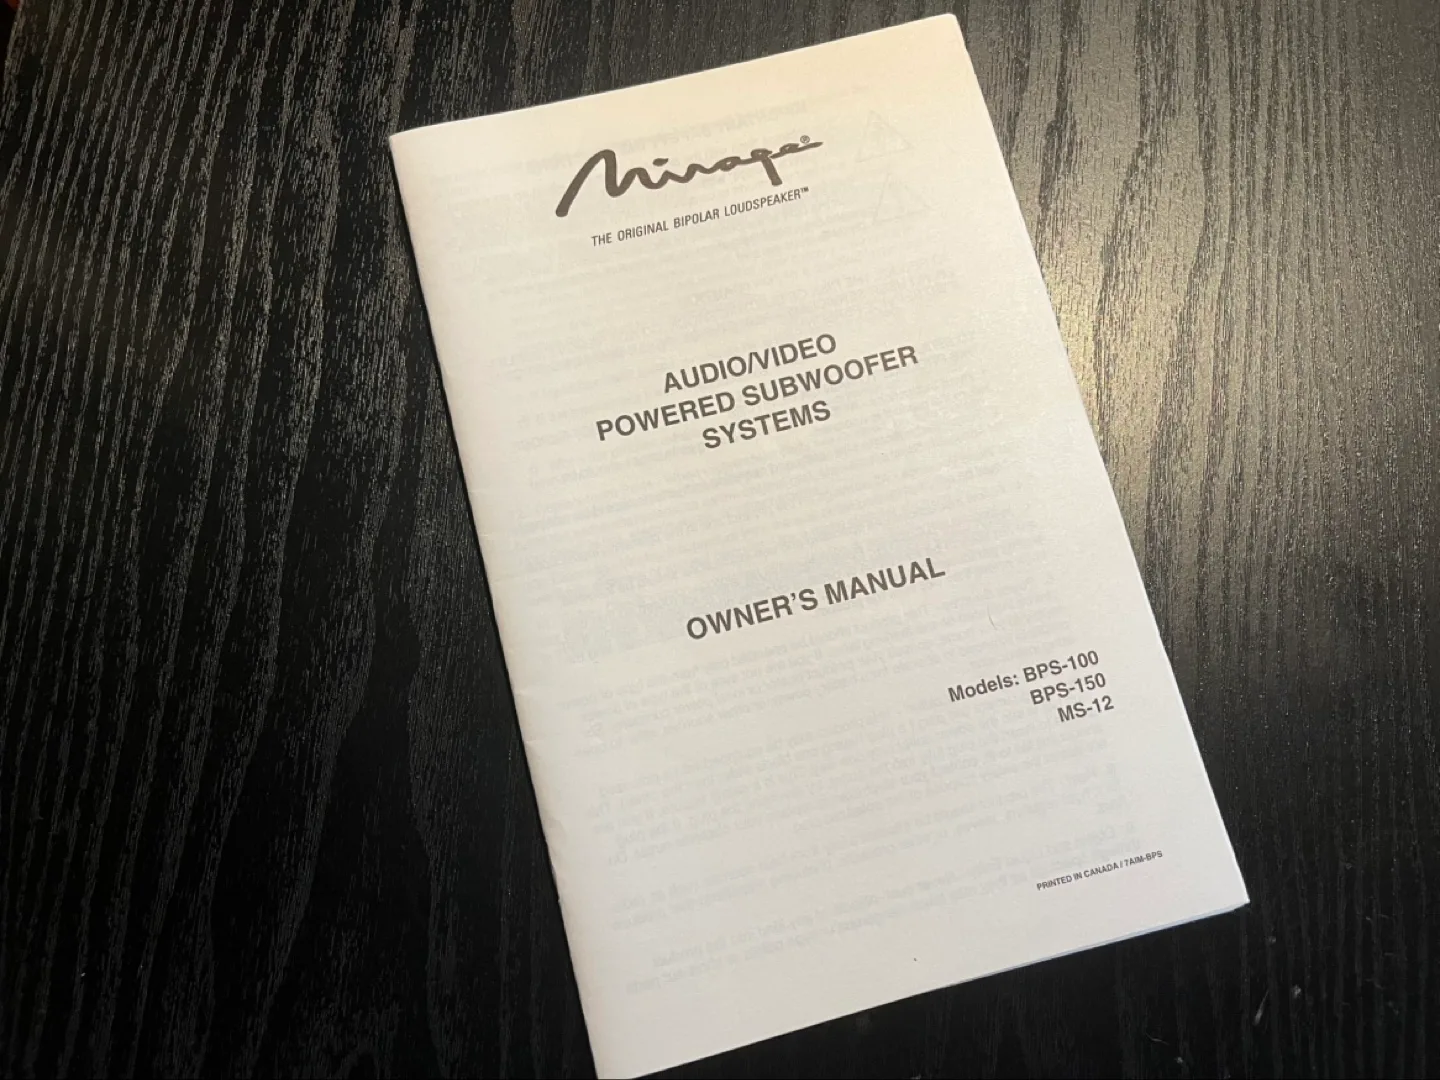 Mirage®
THE ORIGINAL BIPOLAR LOUDSPEAKER™
AUDIO/VIDEO
POWERED SUBWOOFER
SYSTEMS
OWNER'S MANUAL
Models: BPS-100
BPS-150
MS-12
PRINTED IN CANADA / 7AIM-BPS